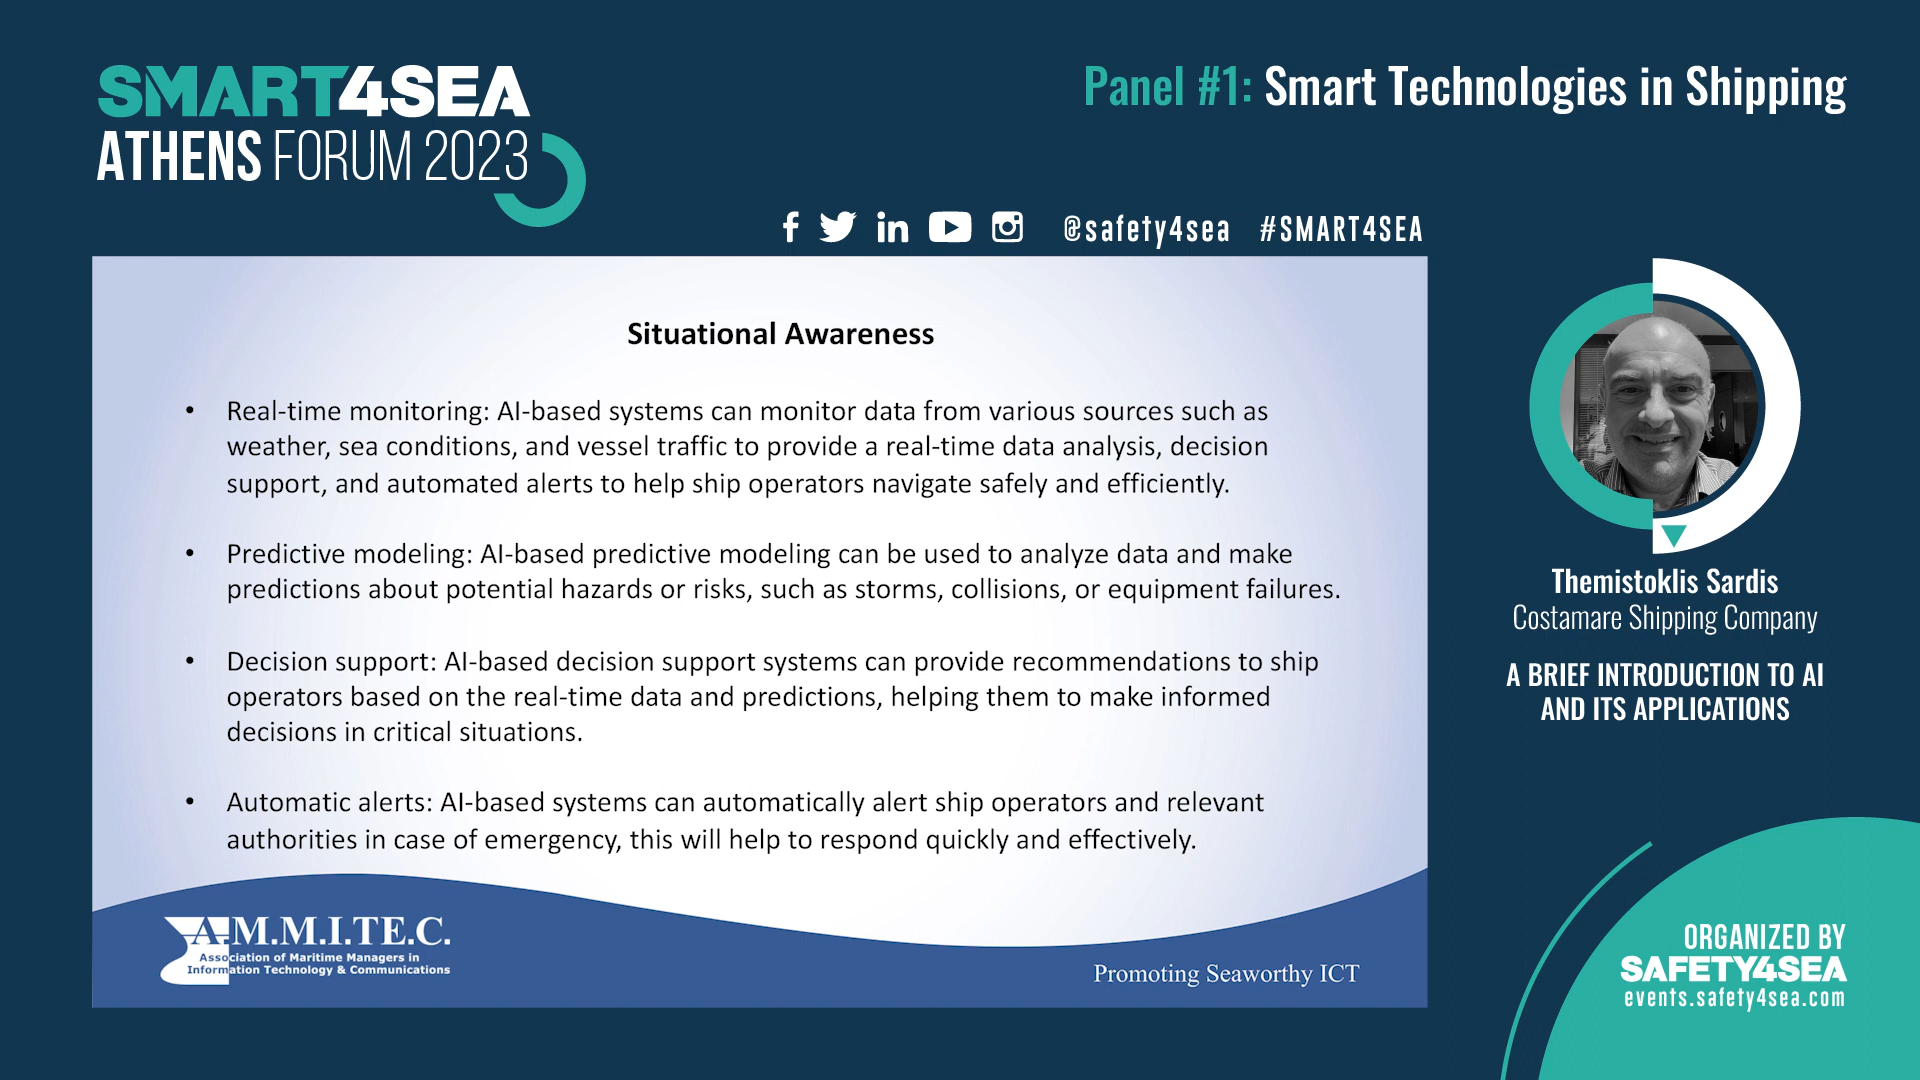 SMART4SEA
ATHENS FORUM 2023
Panel #1: Smart Technologies in Shipping
@safety4sea #SMART4SEA
Situational Awareness
• Real-time monitoring: AI-based systems can monitor data from various sources such as
weather, sea conditions, and vessel traffic to provide a real-time data analysis, decision
support, and automated alerts to help ship operators navigate safely and efficiently.
• Predictive modeling: AI-based predictive modeling can be used to analyze data and make
predictions about potential hazards or risks, such as storms, collisions, or equipment failures.
• Decision support: AI-based decision support systems can provide recommendations to ship
operators based on the real-time data and predictions, helping them to make informed
decisions in critical situations.
• Automatic alerts: AI-based systems can automatically alert ship operators and relevant
authorities in case of emergency, this will help to respond quickly and effectively.
A.M.M.I.TE.C.
Association of Maritime Managers in
Information Technology & Communications
Promoting Seaworthy ICT
Themistoklis Sardis
Costamare Shipping Company
A BRIEF INTRODUCTION TO AI
AND ITS APPLICATIONS
ORGANIZED BY
SAFETY4SEA
events.safety4sea.com